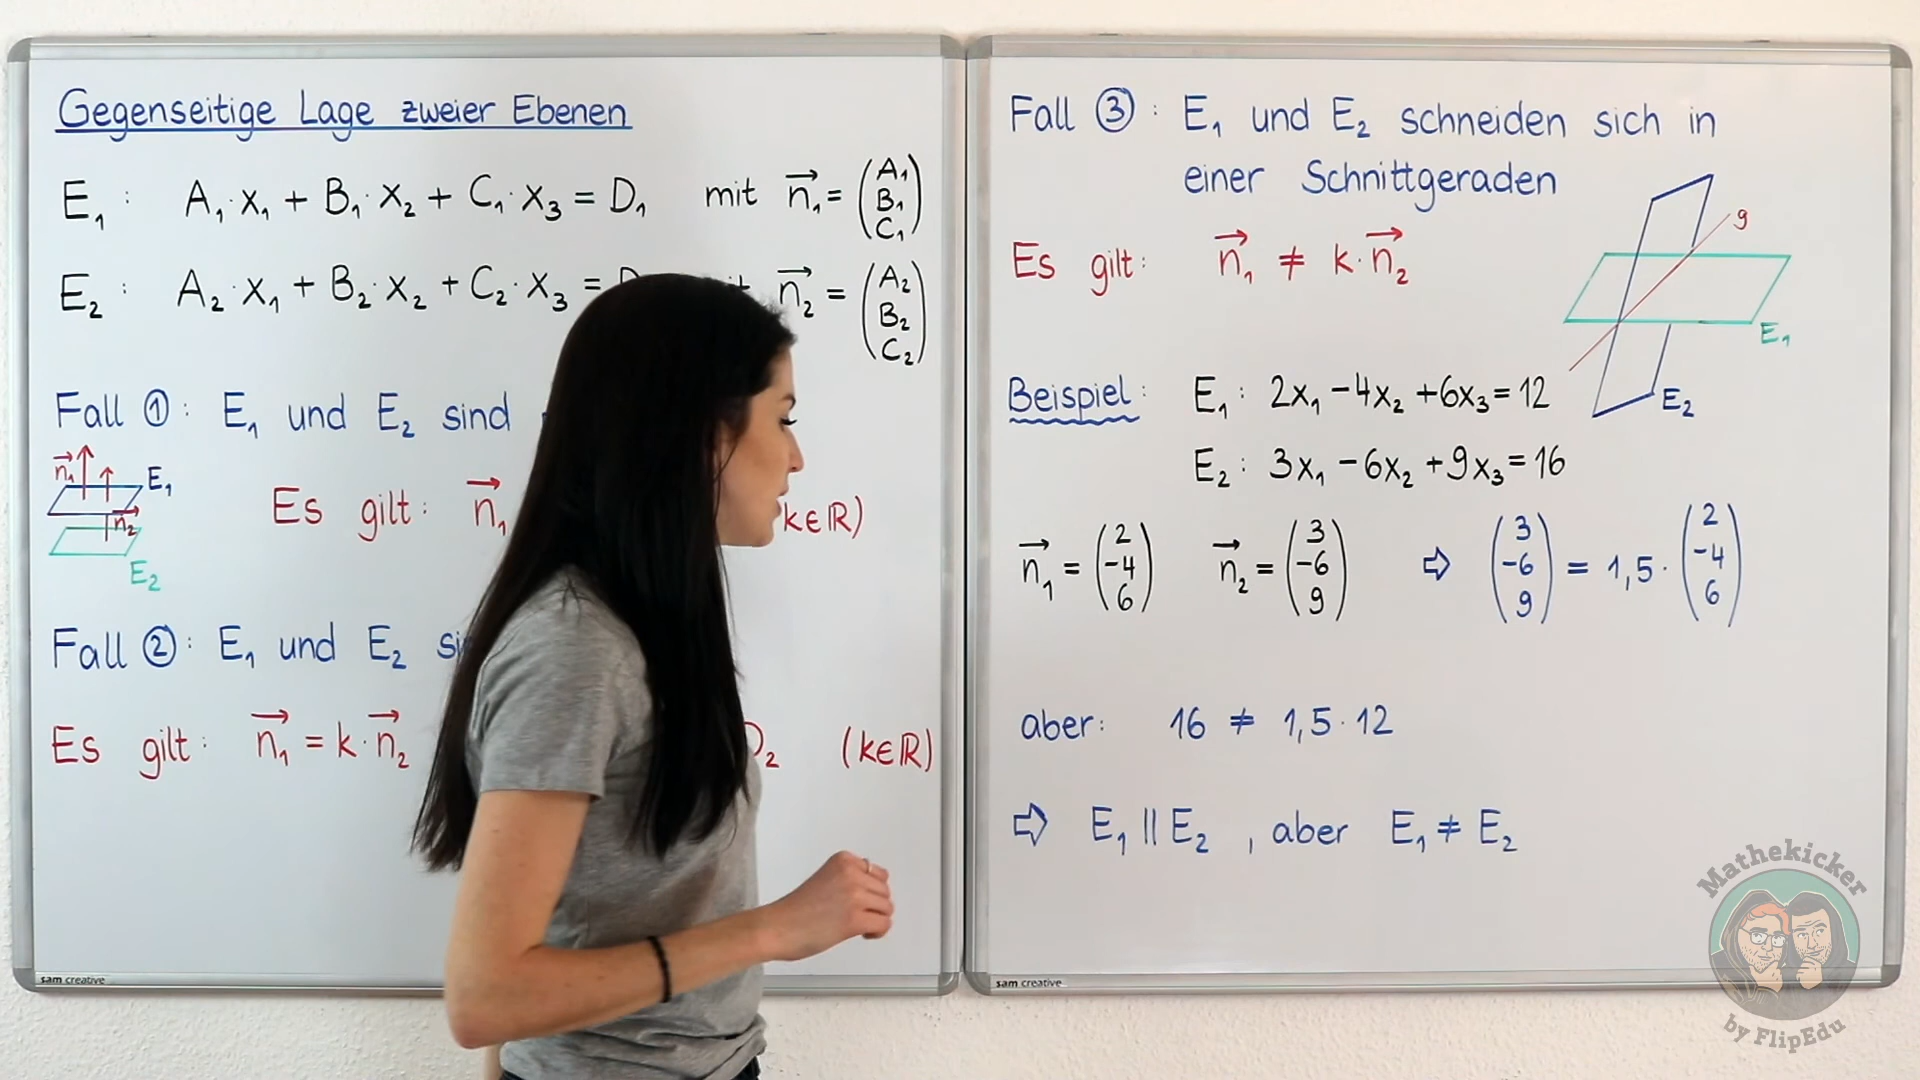 Gegenseitige Lage zweier Ebenen
E₁ : A₁·x₁ + B₁·x₂ + C₁·x₃ = D₁ mit n₁⃗ = (A₁ B₁ C₁)
E₂ : A₂·x₁ + B₂·x₂ + C₂·x₃ = n₂⃗ = (A₂ B₂ C₂)
Fall ①: E₁ und E₂ sind
n₁⃗ E₁
n₂⃗
E₂
Es gilt: n₁⃗ k∈ℝ)
Fall ②: E₁ und E₂
Es gilt: n₁⃗ = k·n₂⃗ D₂ (k∈ℝ)
sam creative
Fall ③: E₁ und E₂ schneiden sich in
einer Schnittgeraden
g
Es gilt: n₁⃗ ≠ k·n₂⃗
E₁
E₂
Beispiel: E₁: 2x₁ -4x₂ +6x₃ = 12
E₂: 3x₁ -6x₂ +9x₃ = 16
n₁⃗ = (2 -4 6) n₂⃗ = (3 -6 9) ⇨ (3 -6 9) = 1,5 · (2 -4 6)
aber: 16 ≠ 1,5·12
⇨ E₁ ∥ E₂ , aber E₁ ≠ E₂
sam creative
Mathekicker
by FlipEdu